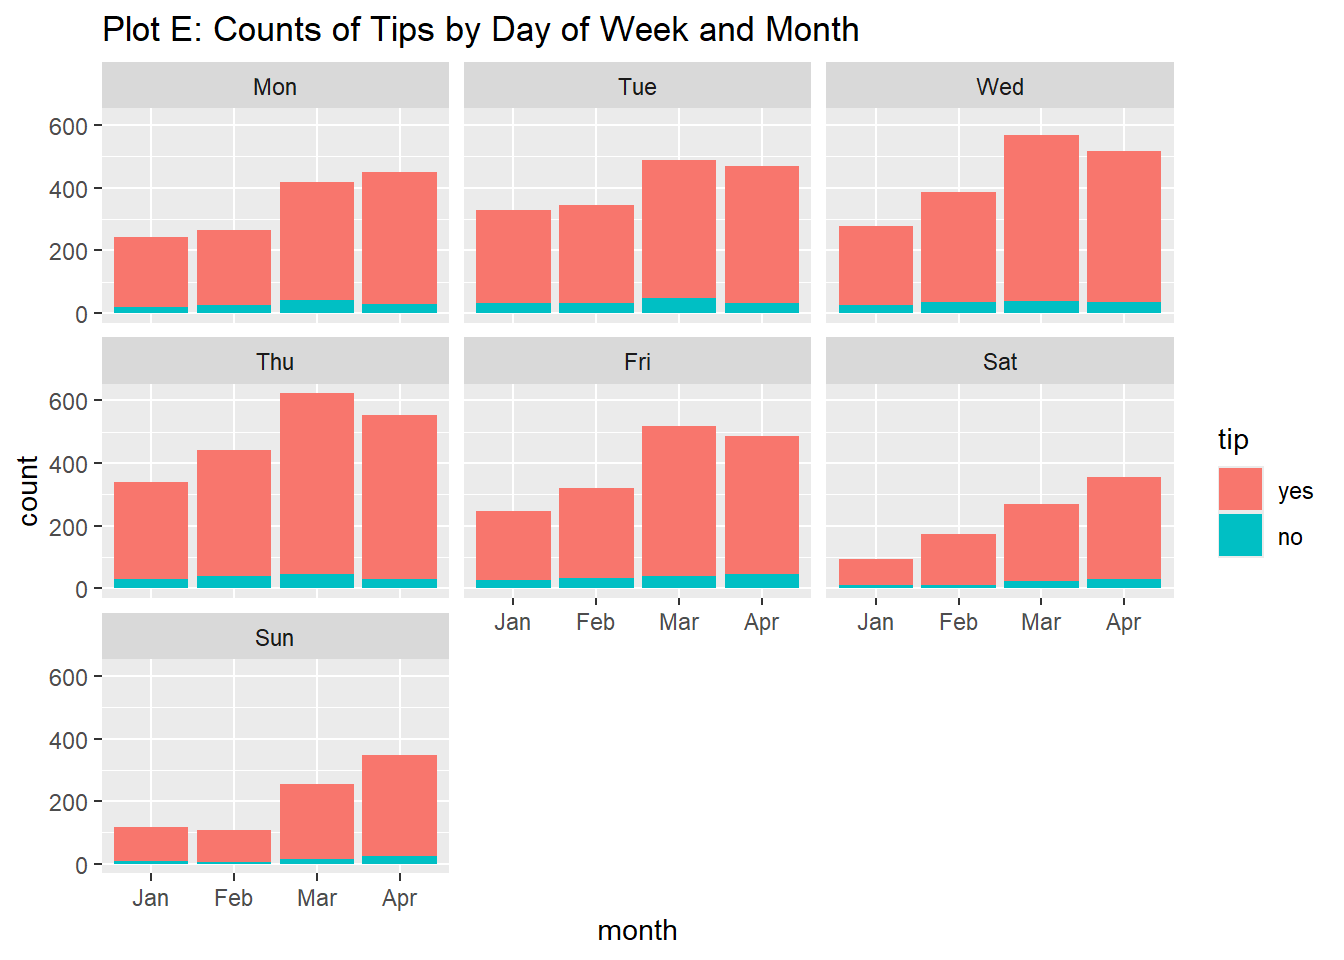 Plot E: Counts of Tips by Day of Week and Month
Mon Tue Wed
600
400
200
0
Thu Fri Sat
600
400
200
0
Jan Feb Mar Apr Jan Feb Mar Apr
Sun
600
400
200
0
Jan Feb Mar Apr
month
count
tip
yes
no